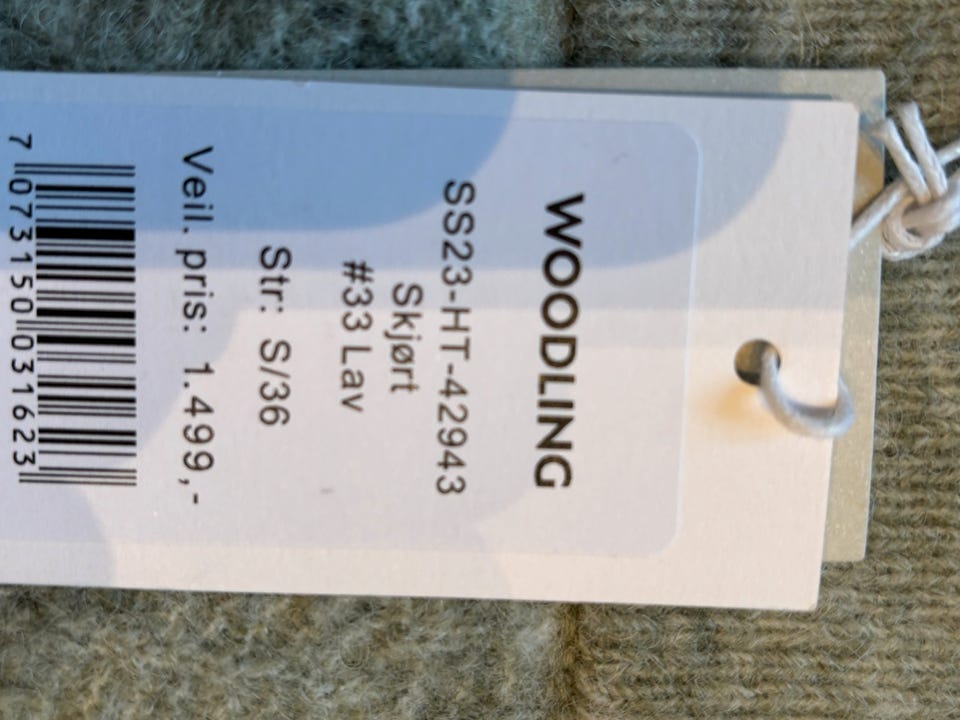 WOODLING
SS23-HT-42943
Skjørt
#33 Lav
Str: S/36
Veil. pris: 1.499,-
7 073150 031623